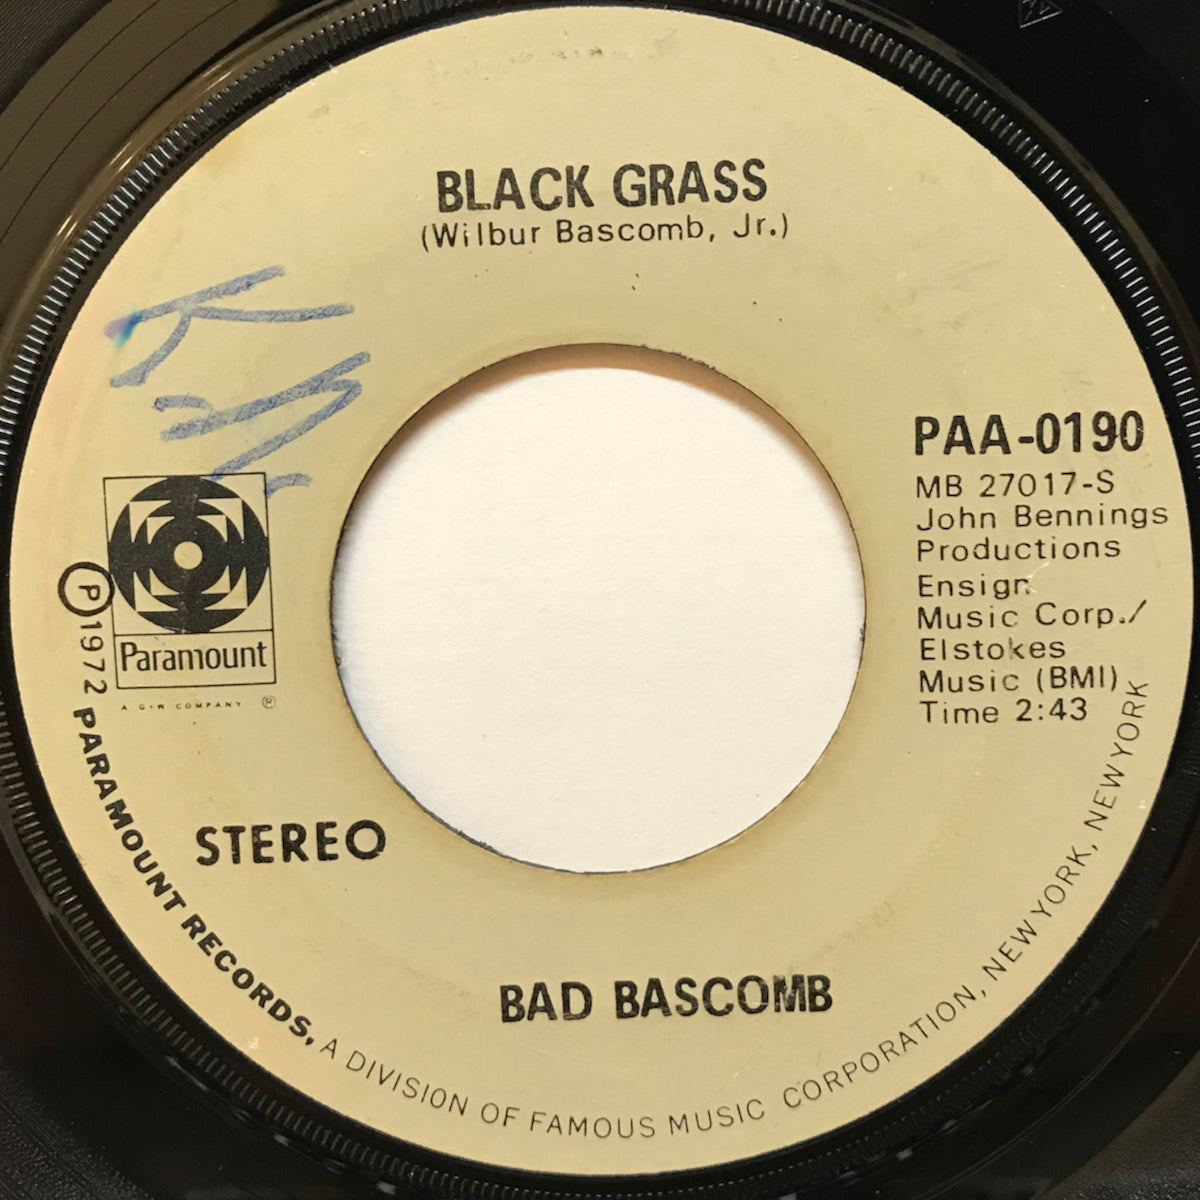 BLACK GRASS
(Wilbur Bascomb, Jr.)
PAA-0190
MB 27017-S
John Bennings
Productions
Ensign
Music Corp./
Elstokes
Music (BMI)
Time 2:43
Paramount
A G+W COMPANY ®
STEREO
BAD BASCOMB
Ⓟ1972 PARAMOUNT RECORDS, A DIVISION OF FAMOUS MUSIC CORPORATION, NEW YORK, NEW YORK